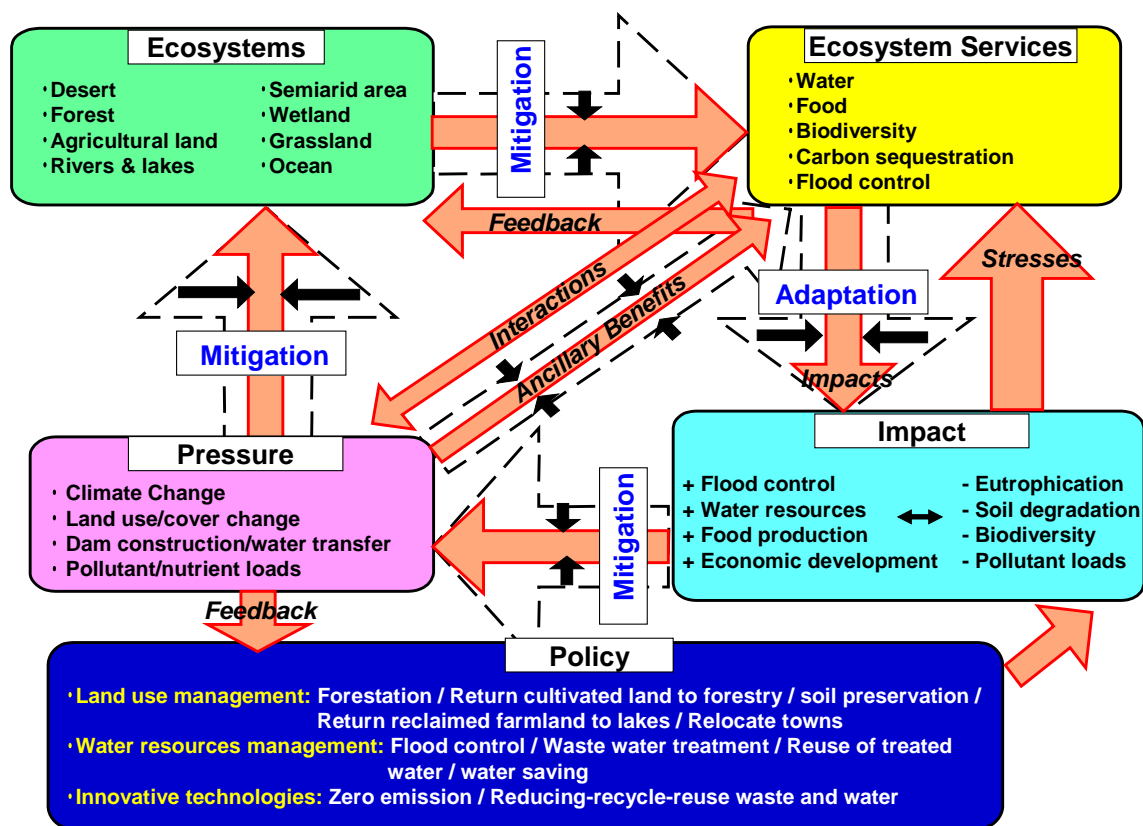 Ecosystems
· Desert
· Forest
· Agricultural land
· Rivers & lakes
· Semiarid area
· Wetland
· Grassland
· Ocean
Mitigation
Ecosystem Services
· Water
· Food
· Biodiversity
· Carbon sequestration
· Flood control
Feedback
Interactions
Ancillary Benefits
Mitigation
Adaptation
Impacts
Stresses
Pressure
· Climate Change
· Land use/cover change
· Dam construction/water transfer
· Pollutant/nutrient loads
Mitigation
Impact
+ Flood control
+ Water resources
+ Food production
+ Economic development
- Eutrophication
- Soil degradation
- Biodiversity
- Pollutant loads
Feedback
Policy
· Land use management: Forestation / Return cultivated land to forestry / soil preservation /
Return reclaimed farmland to lakes / Relocate towns
· Water resources management: Flood control / Waste water treatment / Reuse of treated
water / water saving
· Innovative technologies: Zero emission / Reducing-recycle-reuse waste and water